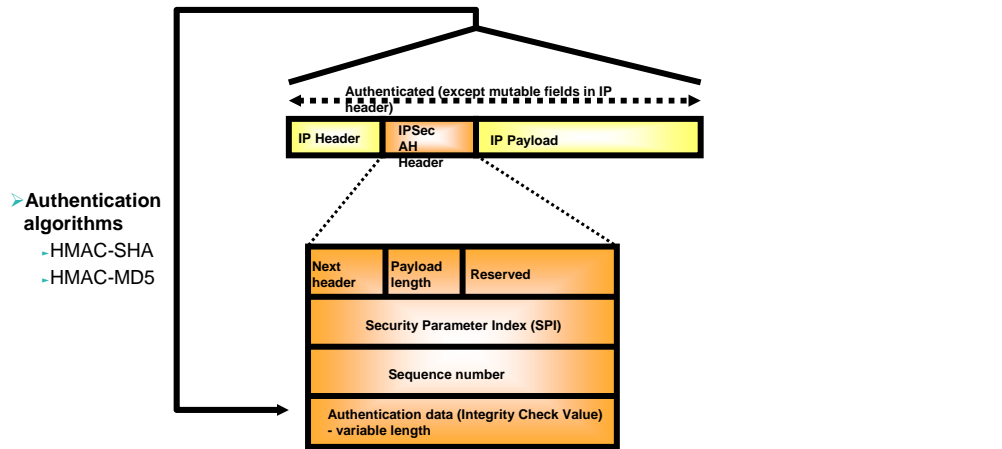 Authenticated (except mutable fields in IP
header)
IP Header
IPSec
AH
Header
IP Payload
Authentication
algorithms
HMAC-SHA
HMAC-MD5
Next
header
Payload
length
Reserved
Security Parameter Index (SPI)
Sequence number
Authentication data (Integrity Check Value)
- variable length